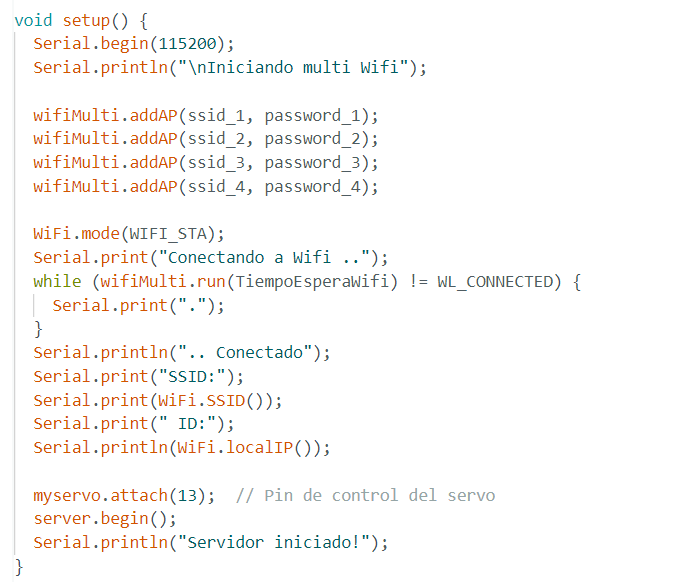 void setup() {
  Serial.begin(115200);
  Serial.println("\nIniciando multi Wifi");

  wifiMulti.addAP(ssid_1, password_1);
  wifiMulti.addAP(ssid_2, password_2);
  wifiMulti.addAP(ssid_3, password_3);
  wifiMulti.addAP(ssid_4, password_4);

  WiFi.mode(WIFI_STA);
  Serial.print("Conectando a Wifi ..");
  while (wifiMulti.run(TiempoEsperaWifi) != WL_CONNECTED) {
    Serial.print(".");
  }
  Serial.println(".. Conectado");
  Serial.print("SSID:");
  Serial.print(WiFi.SSID());
  Serial.print(" ID:");
  Serial.println(WiFi.localIP());

  myservo.attach(13);  // Pin de control del servo
  server.begin();
  Serial.println("Servidor iniciado!");
}